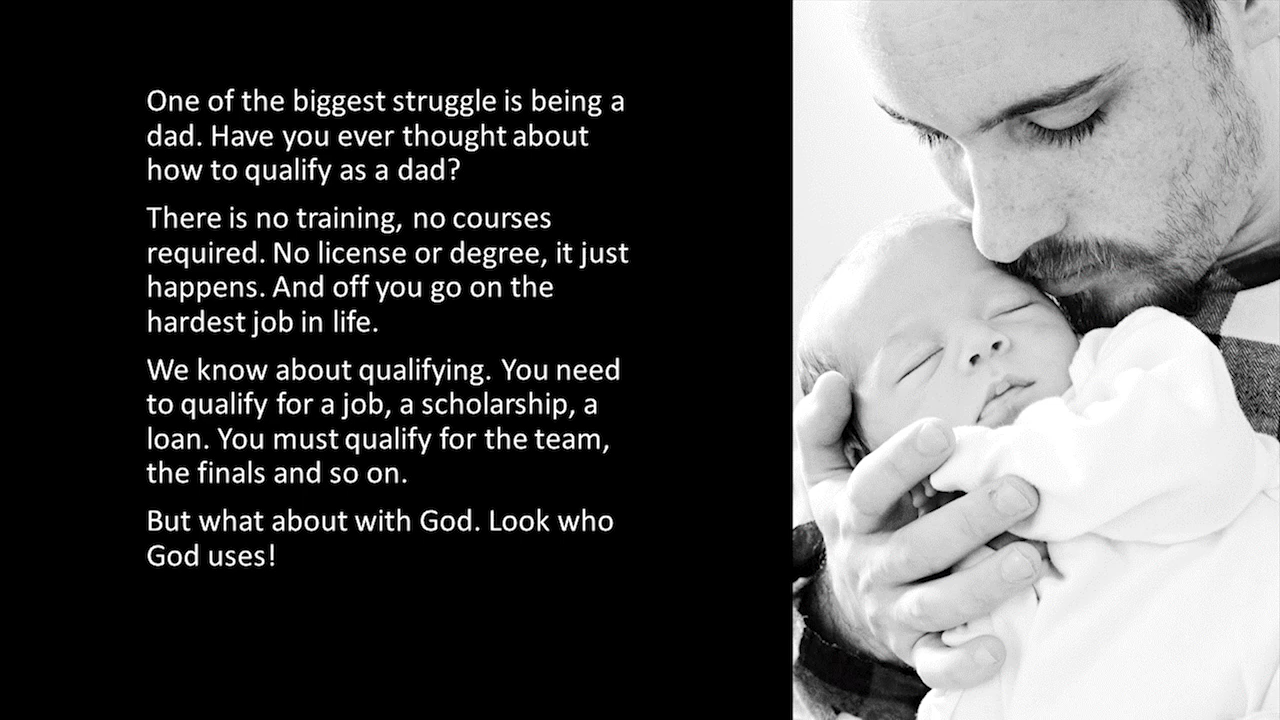 One of the biggest struggle is being a
dad. Have you ever thought about
how to qualify as a dad?
There is no training, no courses
required. No license or degree, it just
happens. And off you go on the
hardest job in life.
We know about qualifying. You need
to qualify for a job, a scholarship, a
loan. You must qualify for the team,
the finals and so on.
But what about with God. Look who
God uses!